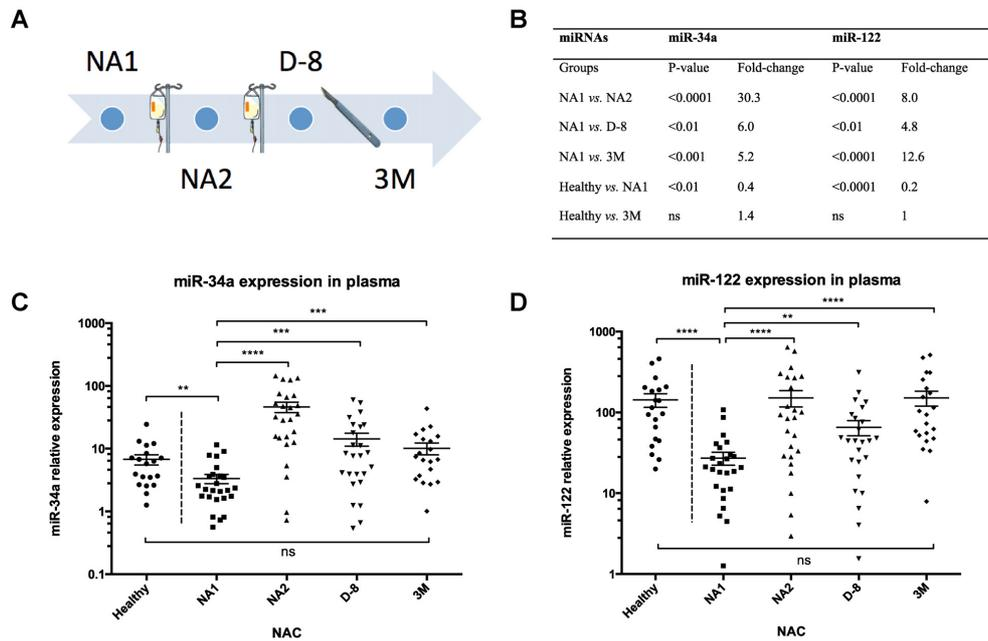 A
NA1
D-8
NA2
3M
B
miRNAs miR-34a miR-122
Groups P-value Fold-change P-value Fold-change
NA1 vs. NA2 <0.0001 30.3 <0.0001 8.0
NA1 vs. D-8 <0.01 6.0 <0.01 4.8
NA1 vs. 3M <0.001 5.2 <0.0001 12.6
Healthy vs. NA1 <0.01 0.4 <0.0001 0.2
Healthy vs. 3M ns 1.4 ns 1
C
miR-34a expression in plasma
miR-34a relative expression
1000
100
10
1
0.1
***
***
****
**
ns
Healthy
NA1
NA2
D-8
3M
NAC
D
miR-122 expression in plasma
miR-122 relative expression
1000
100
10
1
****
**
**** ****
ns
Healthy
NA1
NA2
D-8
3M
NAC